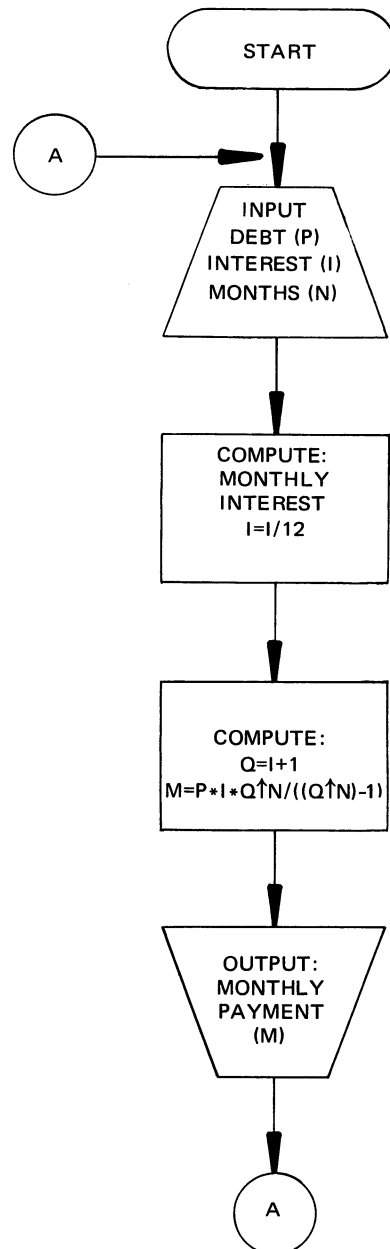 START
A
INPUT
DEBT (P)
INTEREST (I)
MONTHS (N)
COMPUTE:
MONTHLY
INTEREST
I=I/12
COMPUTE:
Q=I+1
M=P*I*Q↑N/((Q↑N)-1)
OUTPUT:
MONTHLY
PAYMENT
(M)
A